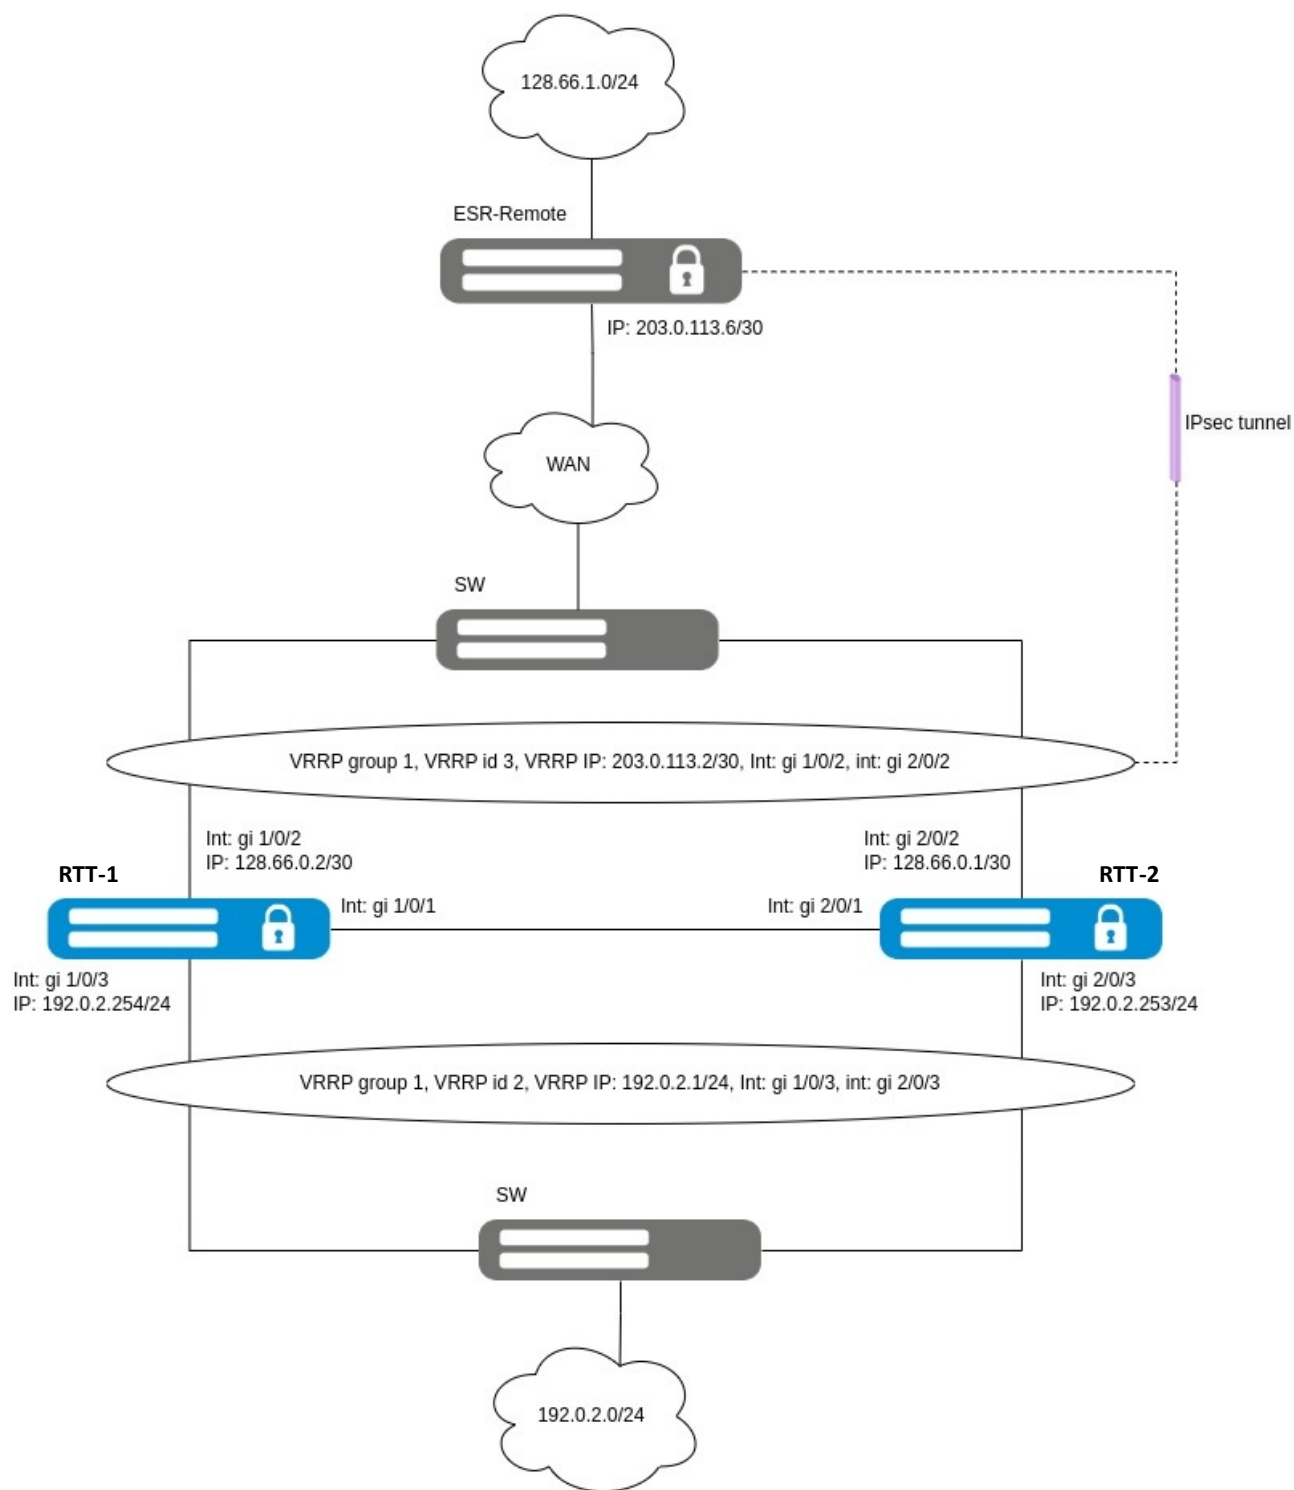 128.66.1.0/24
ESR-Remote
IP: 203.0.113.6/30
IPsec tunnel
WAN
SW
VRRP group 1, VRRP id 3, VRRP IP: 203.0.113.2/30, Int: gi 1/0/2, int: gi 2/0/2
Int: gi 1/0/2
IP: 128.66.0.2/30
Int: gi 2/0/2
IP: 128.66.0.1/30
RTT-1
RTT-2
Int: gi 1/0/1
Int: gi 2/0/1
Int: gi 1/0/3
IP: 192.0.2.254/24
Int: gi 2/0/3
IP: 192.0.2.253/24
VRRP group 1, VRRP id 2, VRRP IP: 192.0.2.1/24, Int: gi 1/0/3, int: gi 2/0/3
SW
192.0.2.0/24